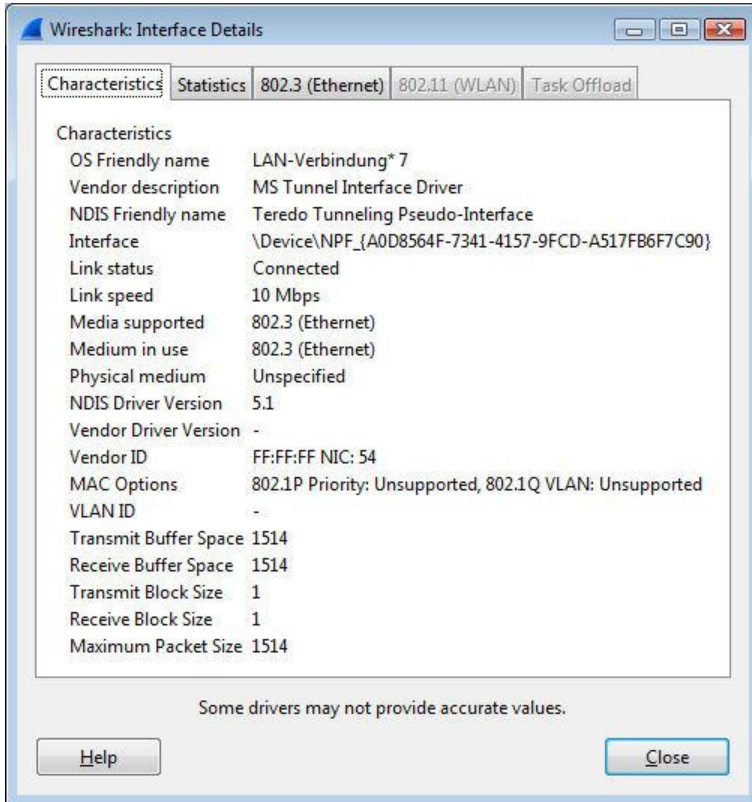 Wireshark: Interface Details
Characteristics Statistics 802.3 (Ethernet) 802.11 (WLAN) Task Offload
Characteristics
OS Friendly name LAN-Verbindung* 7
Vendor description MS Tunnel Interface Driver
NDIS Friendly name Teredo Tunneling Pseudo-Interface
Interface \Device\NPF_{A0D8564F-7341-4157-9FCD-A517FB6F7C90}
Link status Connected
Link speed 10 Mbps
Media supported 802.3 (Ethernet)
Medium in use 802.3 (Ethernet)
Physical medium Unspecified
NDIS Driver Version 5.1
Vendor Driver Version -
Vendor ID FF:FF:FF NIC: 54
MAC Options 802.1P Priority: Unsupported, 802.1Q VLAN: Unsupported
VLAN ID -
Transmit Buffer Space 1514
Receive Buffer Space 1514
Transmit Block Size 1
Receive Block Size 1
Maximum Packet Size 1514
Some drivers may not provide accurate values.
Help Close